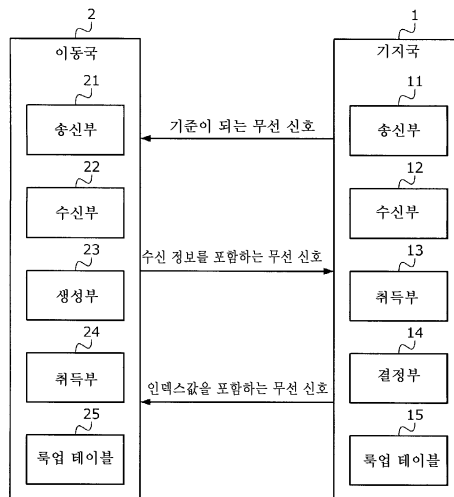 2
1
이동국
기지국
21
송신부
11
송신부
기준이 되는 무선 신호
22
수신부
12
수신부
23
생성부
수신 정보를 포함하는 무선 신호
13
취득부
24
취득부
14
결정부
인덱스값을 포함하는 무선 신호
25
룩업 테이블
15
룩업 테이블